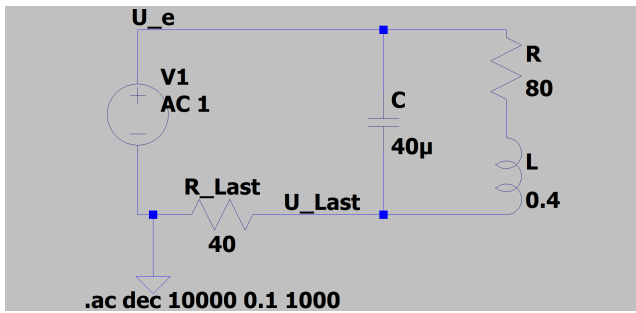 U_e
V1
AC 1
C
40µ
R
80
L
0.4
R_Last
40
U_Last
.ac dec 10000 0.1 1000